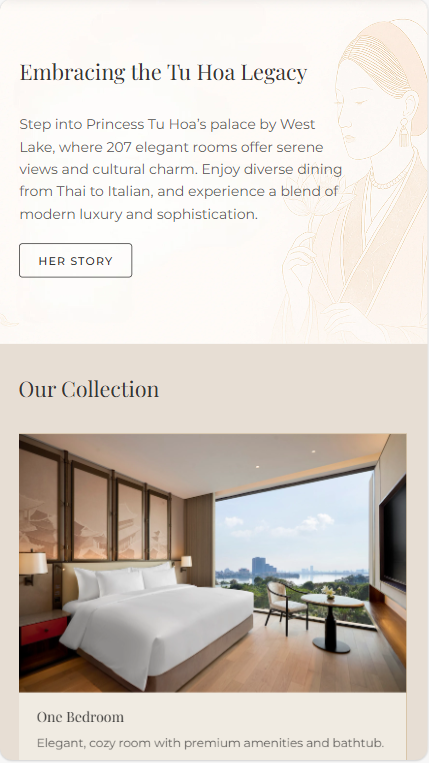 Embracing the Tu Hoa Legacy
Step into Princess Tu Hoa’s palace by West
Lake, where 207 elegant rooms offer serene
views and cultural charm. Enjoy diverse dining
from Thai to Italian, and experience a blend of
modern luxury and sophistication.
HER STORY
Our Collection
One Bedroom
Elegant, cozy room with premium amenities and bathtub.